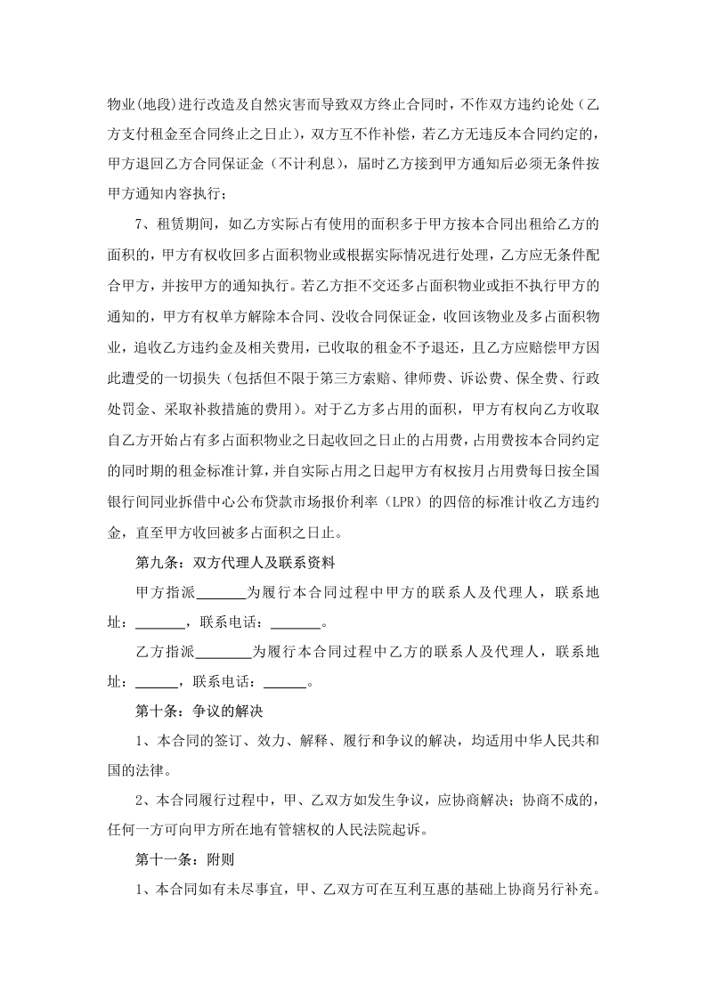 物业(地段)进行改造及自然灾害而导致双方终止合同时，不作双方违约论处（乙
方支付租金至合同终止之日止），双方互不作补偿，若乙方无违反本合同约定的，
甲方退回乙方合同保证金（不计利息），届时乙方接到甲方通知后必须无条件按
甲方通知内容执行；
7、租赁期间，如乙方实际占有使用的面积多于甲方按本合同出租给乙方的
面积的，甲方有权收回多占面积物业或根据实际情况进行处理，乙方应无条件配
合甲方，并按甲方的通知执行。若乙方拒不交还多占面积物业或拒不执行甲方的
通知的，甲方有权单方解除本合同、没收合同保证金，收回该物业及多占面积物
业，追收乙方违约金及相关费用，已收取的租金不予退还，且乙方应赔偿甲方因
此遭受的一切损失（包括但不限于第三方索赔、律师费、诉讼费、保全费、行政
处罚金、采取补救措施的费用）。对于乙方多占用的面积，甲方有权向乙方收取
自乙方开始占有多占面积物业之日起收回之日止的占用费，占用费按本合同约定
的同时期的租金标准计算，并自实际占用之日起甲方有权按月占用费每日按全国
银行间同业拆借中心公布贷款市场报价利率（LPR）的四倍的标准计收乙方违约
金，直至甲方收回被多占面积之日止。
第九条：双方代理人及联系资料
甲方指派_______为履行本合同过程中甲方的联系人及代理人，联系地
址：_______，联系电话：_______。
乙方指派________为履行本合同过程中乙方的联系人及代理人，联系地
址：______，联系电话：______。
第十条：争议的解决
1、本合同的签订、效力、解释、履行和争议的解决，均适用中华人民共和
国的法律。
2、本合同履行过程中，甲、乙双方如发生争议，应协商解决；协商不成的，
任何一方可向甲方所在地有管辖权的人民法院起诉。
第十一条：附则
1、本合同如有未尽事宜，甲、乙双方可在互利互惠的基础上协商另行补充。